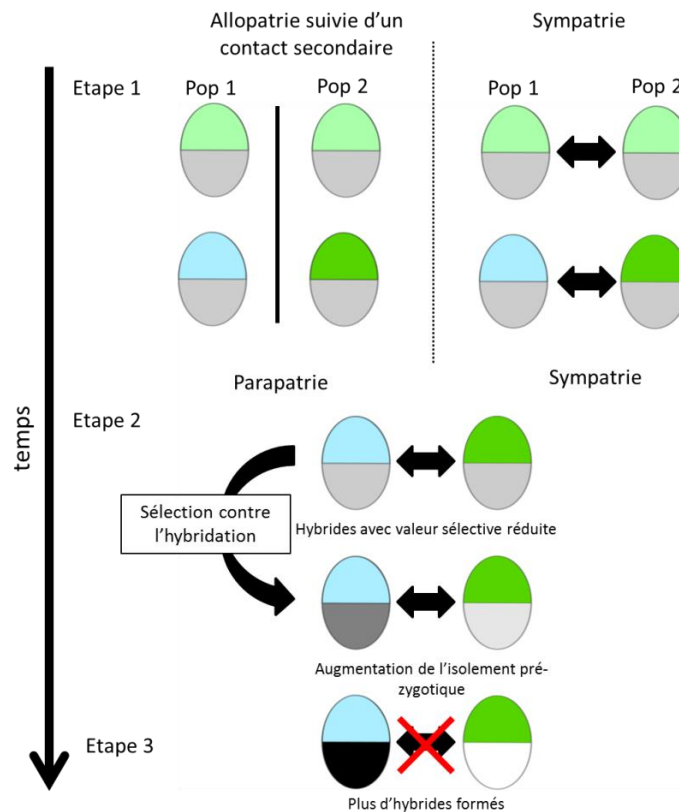 Allopatrie suivie d'un
contact secondaire
Sympatrie
Etape 1
Pop 1
Pop 2
Pop 1
Pop 2
Parapatrie
Sympatrie
Etape 2
temps
Sélection contre
l'hybridation
Hybrides avec valeur sélective réduite
Augmentation de l'isolement pré-
zygotique
Etape 3
Plus d'hybrides formés